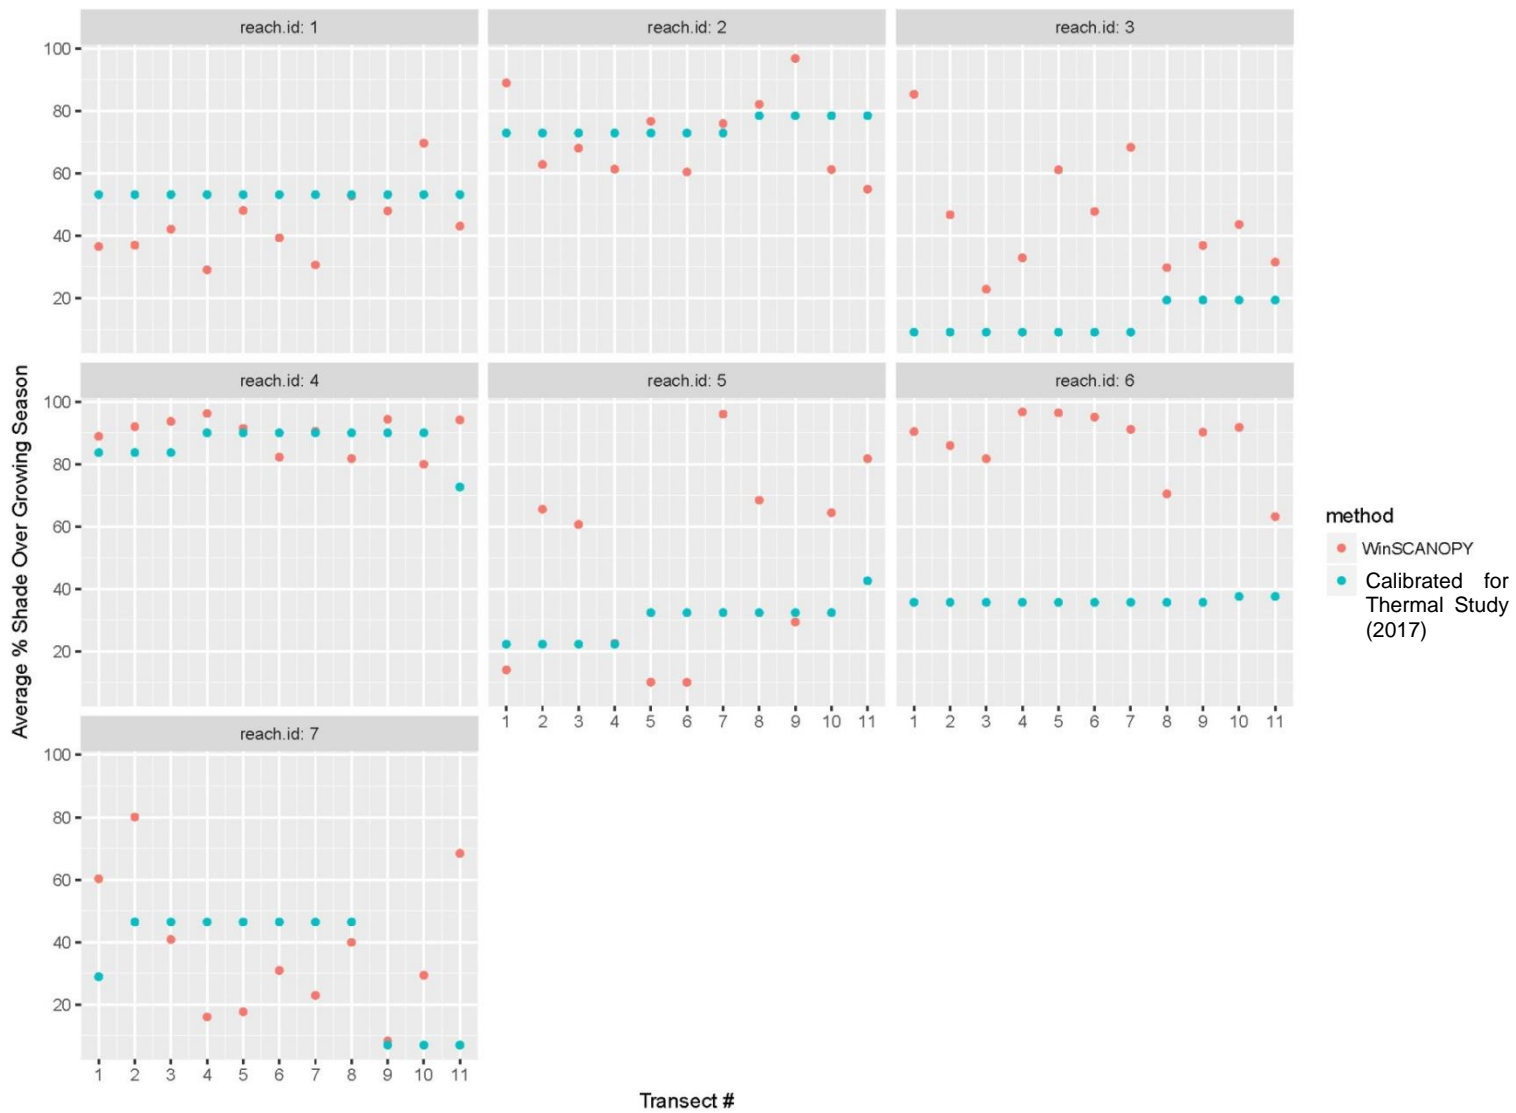 reach.id: 1
reach.id: 2
reach.id: 3
100
80
60
40
20
reach.id: 4
reach.id: 5
reach.id: 6
100
80
60
40
20
1 2 3 4 5 6 7 8 9 10 11
1 2 3 4 5 6 7 8 9 10 11
reach.id: 7
100
80
60
40
20
1 2 3 4 5 6 7 8 9 10 11
Average % Shade Over Growing Season
Transect #
method
WinSCANOPY
Calibrated for
Thermal Study
(2017)